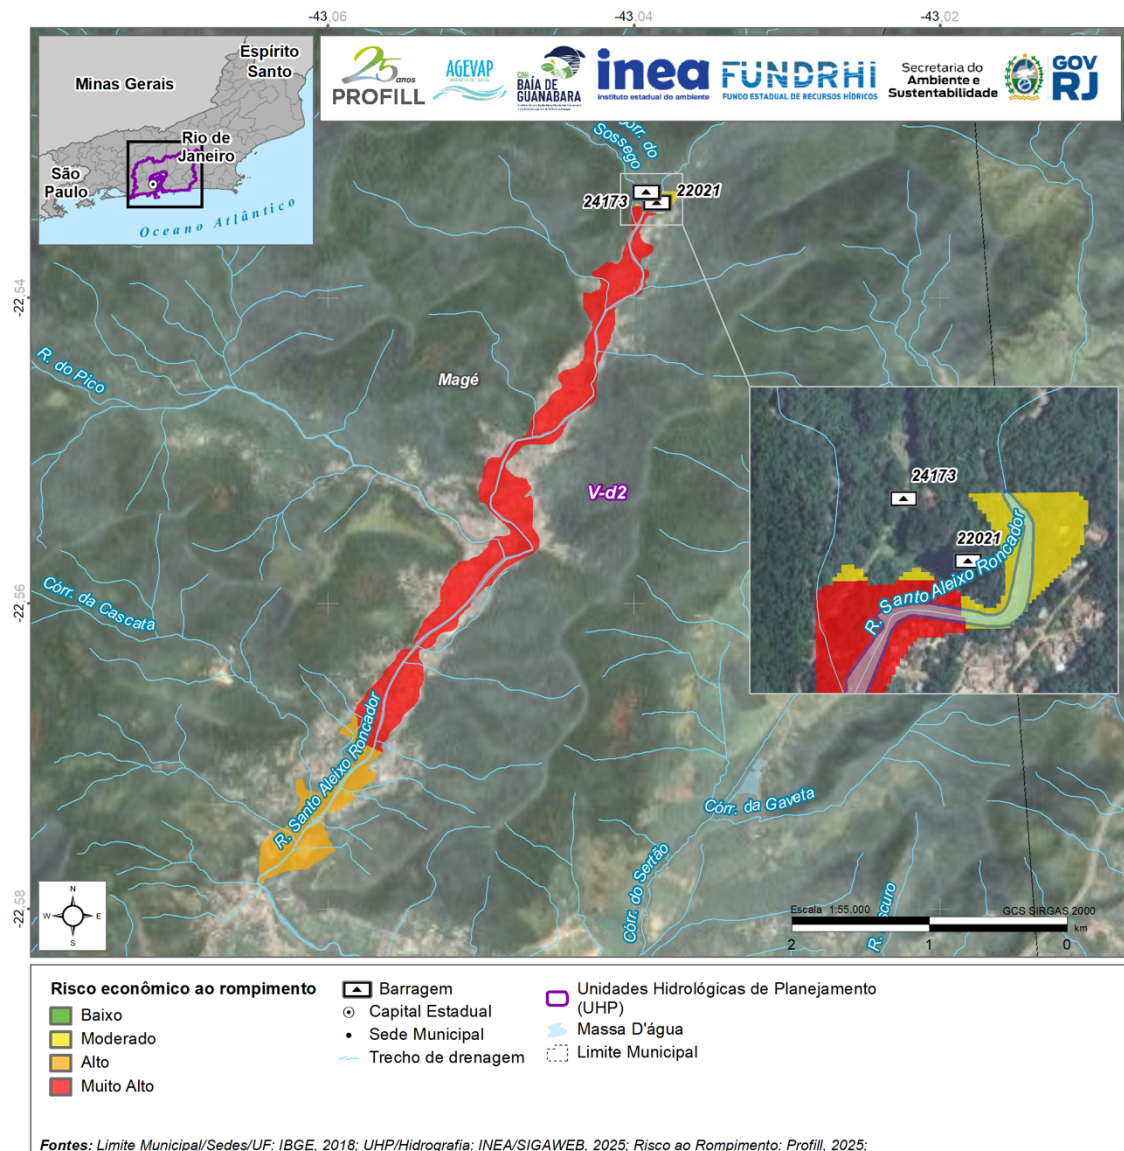 -43,06
-43,04
-43,02
-22,54
-22,56
-22,58
Espírito
Santo
Minas Gerais
Rio de
Janeiro
São
Paulo
Oceano Atlântico
25 anos
PROFILL
AGEVAP
CBH
BAÍA DE
GUANABARA
inea
instituto estadual do ambiente
FUNDRHI
FUNDO ESTADUAL DE RECURSOS HÍDRICOS
Secretaria do
Ambiente e
Sustentabilidade
GOV
RJ
Córr. do
Sossego
24173
22021
R. do Pico
Magé
V-d2
24173
22021
R. Santo Aleixo Roncador
Córr. da Cascata
R. Santo Aleixo Roncador
Córr. da Gaveta
Córr. do Sertão
N
W
E
S
Escala 1:55.000
GCS SIRGAS 2000
km
2
1
0
Risco econômico ao rompimento
Baixo
Moderado
Alto
Muito Alto
Barragem
Capital Estadual
Sede Municipal
Trecho de drenagem
Unidades Hidrológicas de Planejamento
(UHP)
Massa D'água
Limite Municipal
Fontes: Limite Municipal/Sedes/UF: IBGE, 2018; UHP/Hidrografia: INEA/SIGAWEB, 2025; Risco ao Rompimento: Profill, 2025;